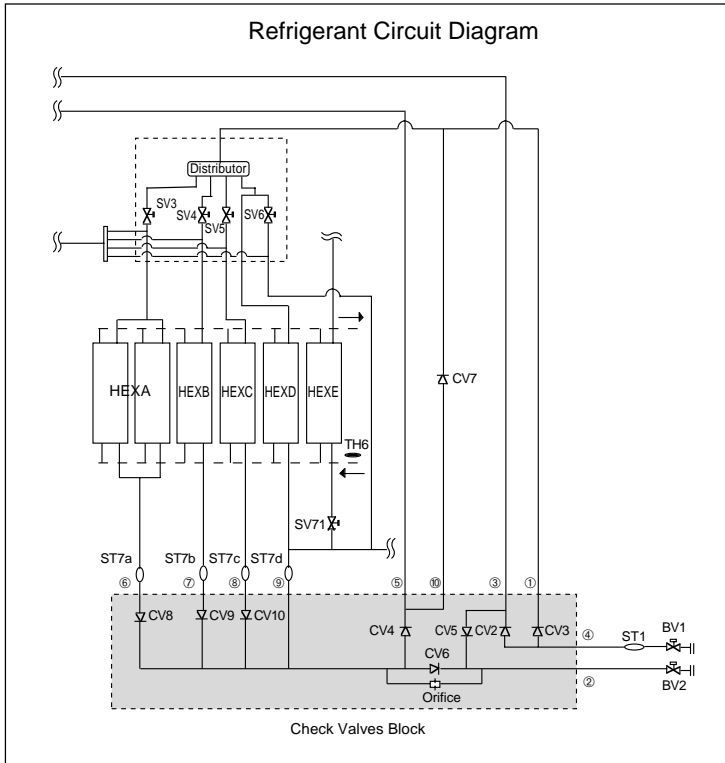 Refrigerant Circuit Diagram
Distributor
SV3
SV4
SV5
SV6
HEXA
HEXB
HEXC
HEXD
HEXE
CV7
TH6
SV71
ST7a
ST7b
ST7c
ST7d
⑥
⑦
⑧
⑨
⑤
⑩
③
①
CV8
CV9
CV10
CV4
CV5
CV2
CV3
④
ST1
BV1
CV6
②
BV2
Orifice
Check Valves Block